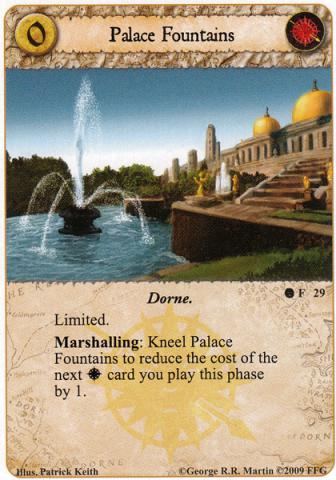 0
Palace Fountains
Dorne.
F 29
Limited.
Marshalling: Kneel Palace
Fountains to reduce the cost of the
next card you play this phase
by 1.
Illus. Patrick Keith ©George R.R. Martin ©2009 FFG